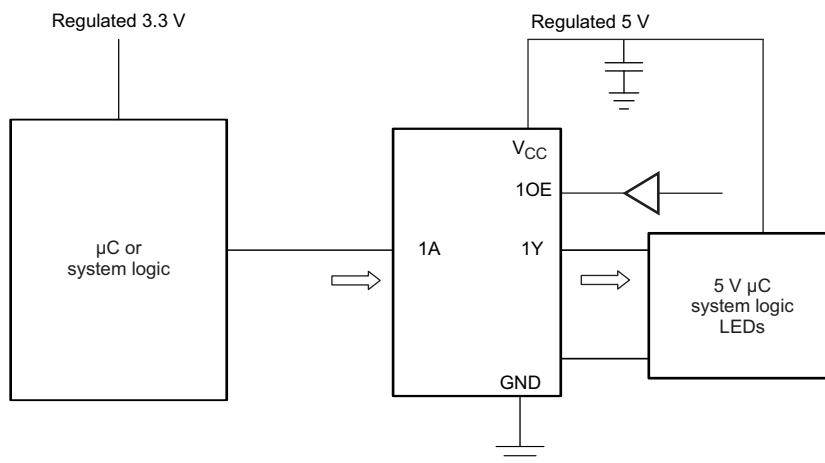 Regulated 3.3 V
Regulated 5 V
V_CC
1OE
µC or
system logic
1A
1Y
5 V µC
system logic
LEDs
GND